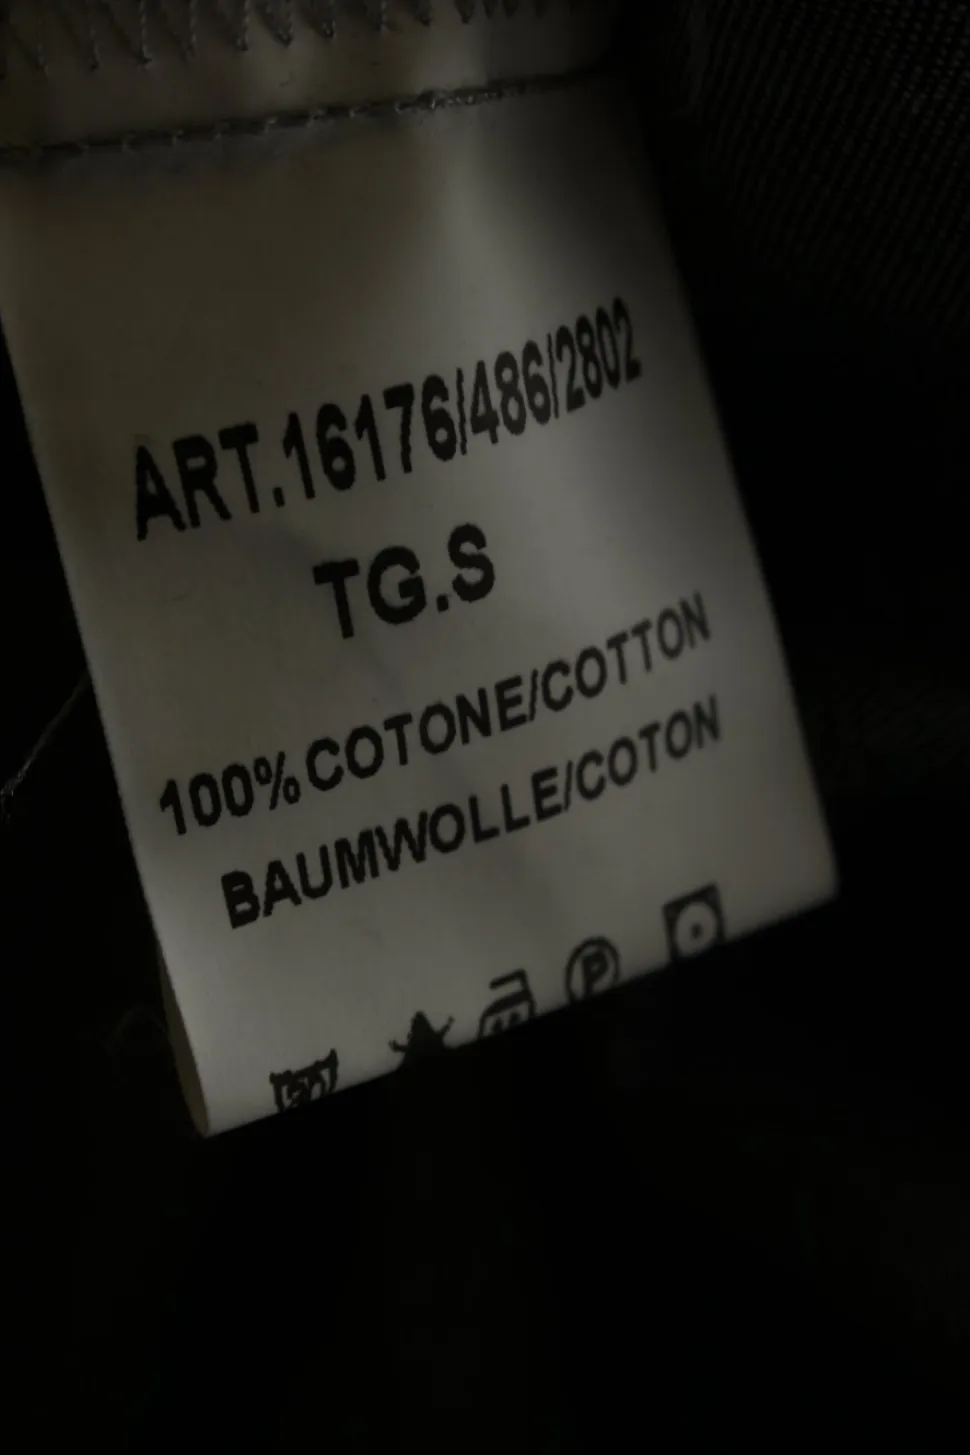 ART.16176/486/2802
TG.S
100% COTONE/COTTON
BAUMWOLLE/COTON
P